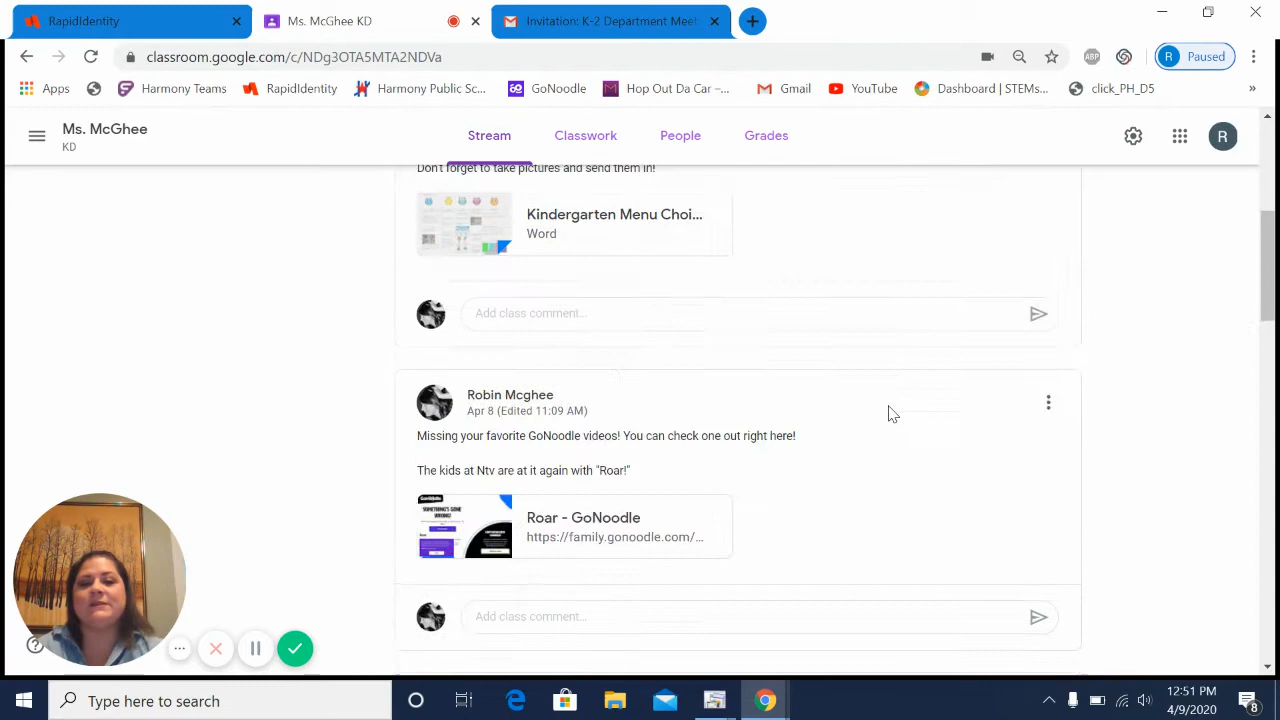 RapidIdentity
Ms. McGhee KD
Invitation: K-2 Department Meet
classroom.google.com/c/NDg3OTA5MTA2NDVa
ABP
R Paused
Apps
Harmony Teams
RapidIdentity
Harmony Public Sc...
GoNoodle
Hop Out Da Car –...
Gmail
YouTube
Dashboard | STEMs...
click_PH_D5
»
Ms. McGhee
KD
Stream
Classwork
People
Grades
R
Don't forget to take pictures and send them in!
Kindergarten Menu Choi...
Word
Add class comment...
Robin Mcghee
Apr 8 (Edited 11:09 AM)
Missing your favorite GoNoodle videos! You can check one out right here!
The kids at Ntv are at it again with "Roar!"
SOMETHING'S GONE
WRONG!
Roar - GoNoodle
https://family.gonoodle.com/...
Add class comment...
Type here to search
12:51 PM
4/9/2020
8